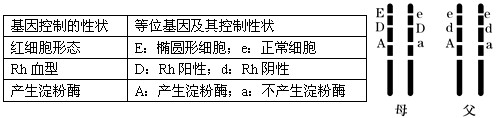 基因控制的性状 等位基因及其控制性状
红细胞形态 E：椭圆形细胞；e：正常细胞
Rh血型 D：Rh阳性；d：Rh阴性
产生淀粉酶 A：产生淀粉酶；a：不产生淀粉酶
E e e e
D D d d
A a A a
母 父